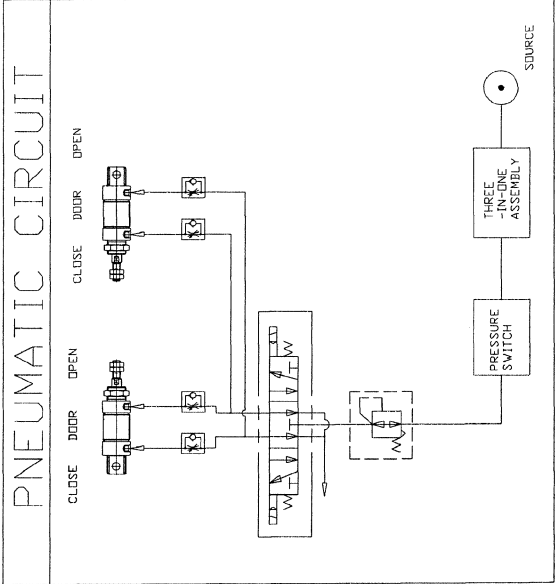 PNEUMATIC CIRCUIT
CLOSE DOOR OPEN
CLOSE DOOR OPEN
PRESSURE
SWITCH
THREE
-IN-ONE
ASSEMBLY
SOURCE